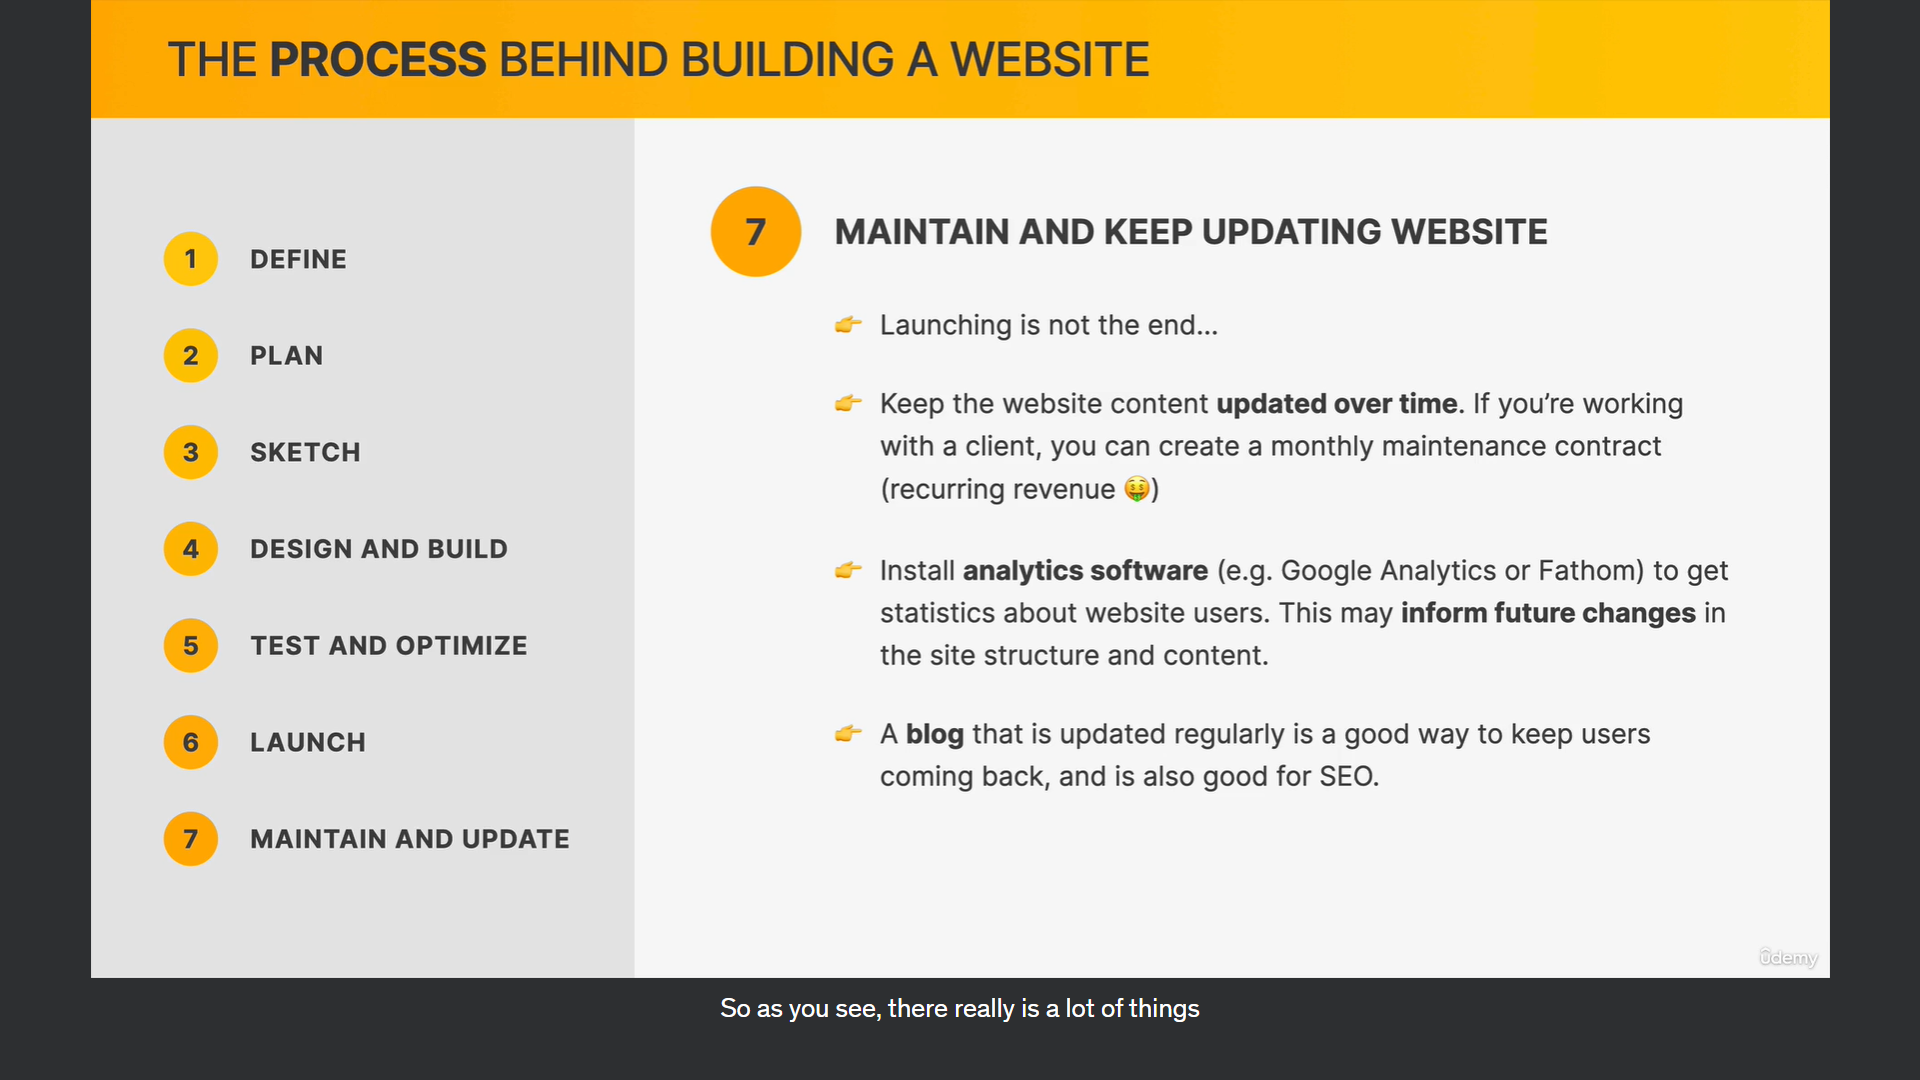 THE PROCESS BEHIND BUILDING A WEBSITE
1 DEFINE
2 PLAN
3 SKETCH
4 DESIGN AND BUILD
5 TEST AND OPTIMIZE
6 LAUNCH
7 MAINTAIN AND UPDATE
7 MAINTAIN AND KEEP UPDATING WEBSITE
👉 Launching is not the end...
👉 Keep the website content updated over time. If you’re working
with a client, you can create a monthly maintenance contract
(recurring revenue 🤑)
👉 Install analytics software (e.g. Google Analytics or Fathom) to get
statistics about website users. This may inform future changes in
the site structure and content.
👉 A blog that is updated regularly is a good way to keep users
coming back, and is also good for SEO.
ûdemy
So as you see, there really is a lot of things